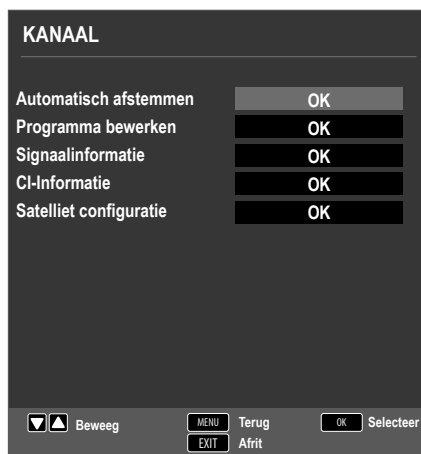 KANAAL
Automatisch afstemmen OK
Programma bewerken OK
Signaalinformatie OK
CI-Informatie OK
Satelliet configuratie OK
Beweeg MENU Terug OK Selecteer
EXIT Afrit